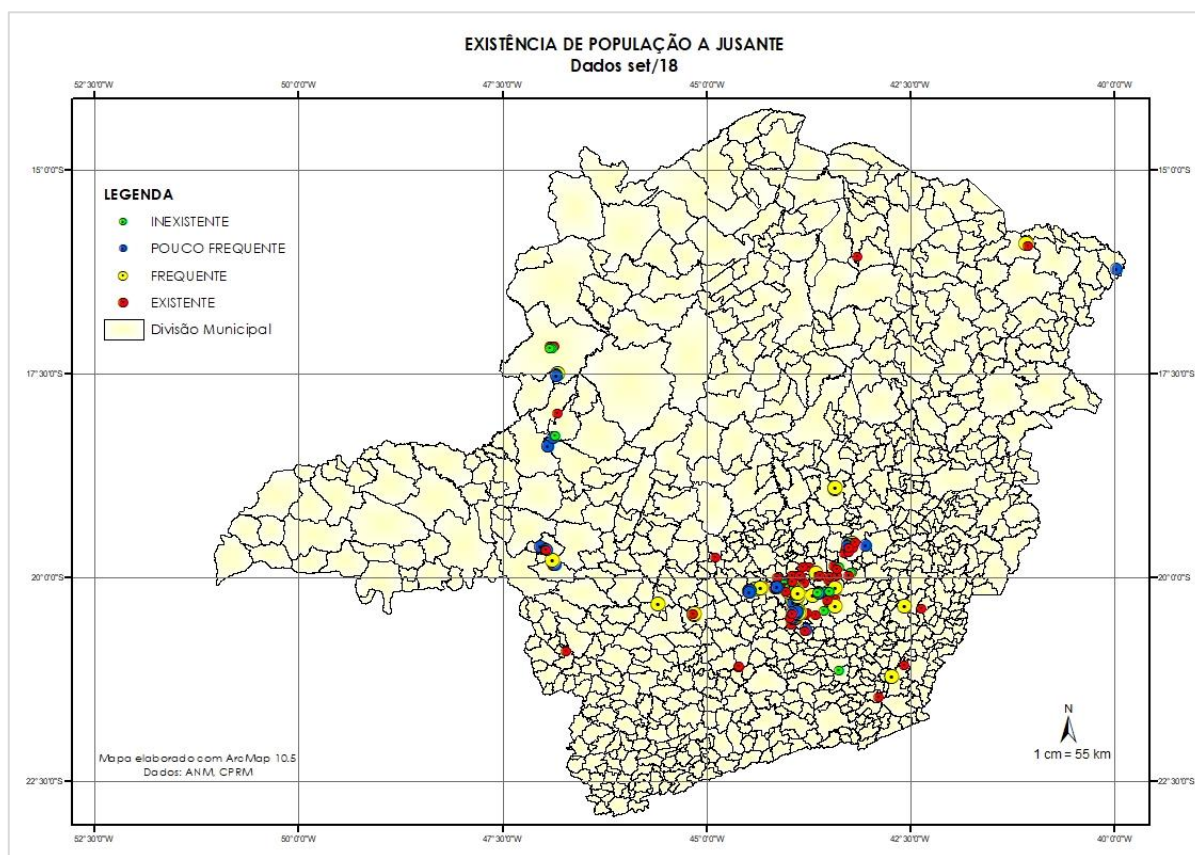 EXISTÊNCIA DE POPULAÇÃO A JUSANTE
Dados set/18
52°30'0"W 50°0'0"W 47°30'0"W 45°0'0"W 42°30'0"W 40°0'0"W
15°0'0"S 15°0'0"S
LEGENDA
INEXISTENTE
POUCO FREQUENTE
FREQUENTE
EXISTENTE
Divisão Municipal
17°30'0"S 17°30'0"S
20°0'0"S 20°0'0"S
N
1 cm = 55 km
Mapa elaborado com ArcMap 10.5
Dados: ANM, CPRM
22°30'0"S 22°30'0"S
52°30'0"W 50°0'0"W 47°30'0"W 45°0'0"W 42°30'0"W 40°0'0"W